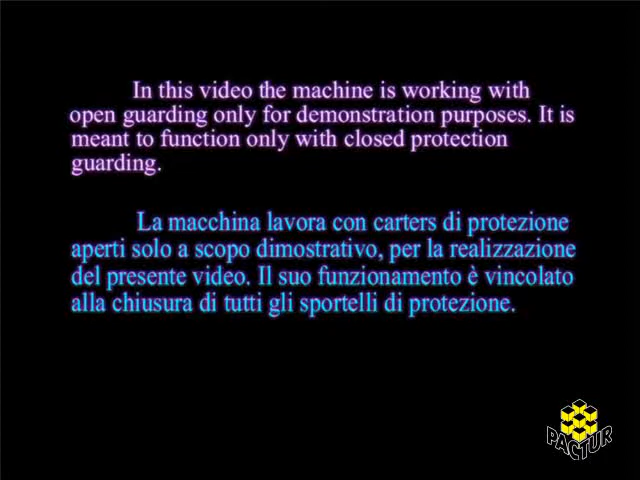 In this video the machine is working with
open guarding only for demonstration purposes. It is
meant to function only with closed protection
guarding.
La macchina lavora con carters di protezione
aperti solo a scopo dimostrativo, per la realizzazione
del presente video. Il suo funzionamento è vincolato
alla chiusura di tutti gli sportelli di protezione.
PACTUR